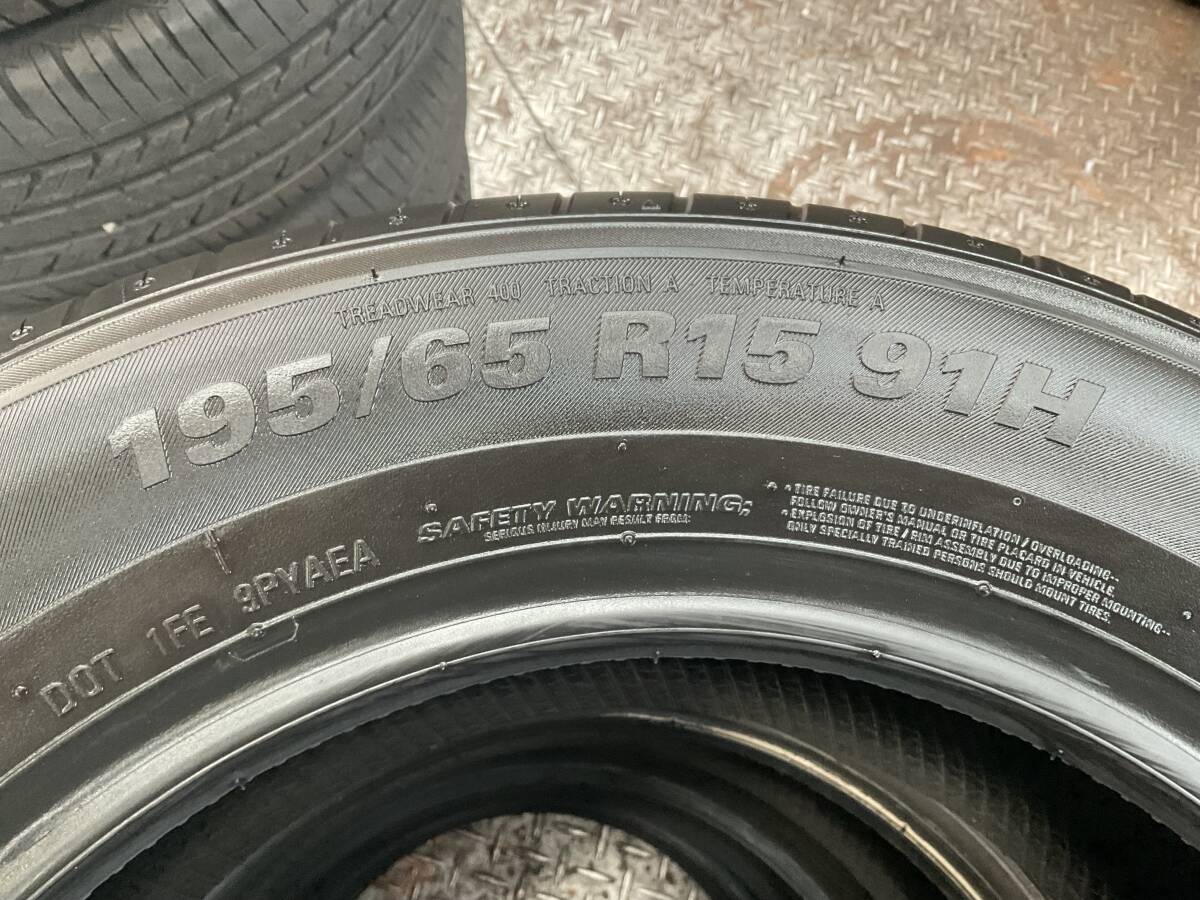 TREADWEAR 400 TRACTION A TEMPERATURE A
195/65 R15 91H
SAFETY WARNING;
SERIOUS INJURY MAY RESULT FROM:
• TIRE FAILURE DUE TO UNDERINFLATION / OVERLOADING--
FOLLOW OWNER'S MANUAL OR TIRE PLACARD IN VEHICLE.
• EXPLOSION OF TIRE / RIM ASSEMBLY DUE TO IMPROPER MOUNTING--
ONLY SPECIALLY TRAINED PERSONS SHOULD MOUNT TIRES.
DOT 1FE 9PYAEA